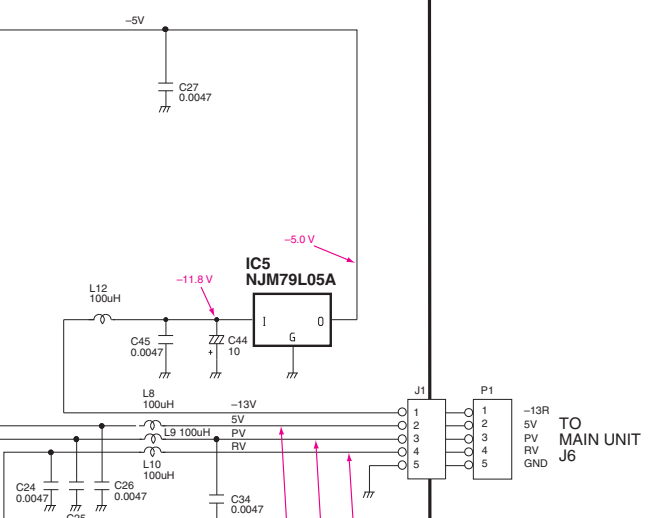 –5V
C27
0.0047
–5.0 V
IC5
NJM79L05A
–11.8 V
L12
100uH
I
O
G
C45
0.0047
C44
+
10
L8
100uH
–13V
5V
L9 100uH
PV
RV
L10
100uH
J1
P1
1
2
3
4
5
1
2
3
4
5
–13R
5V
PV
RV
GND
TO
MAIN UNIT
J6
C24
0.0047
C26
0.0047
C34
0.0047
C25